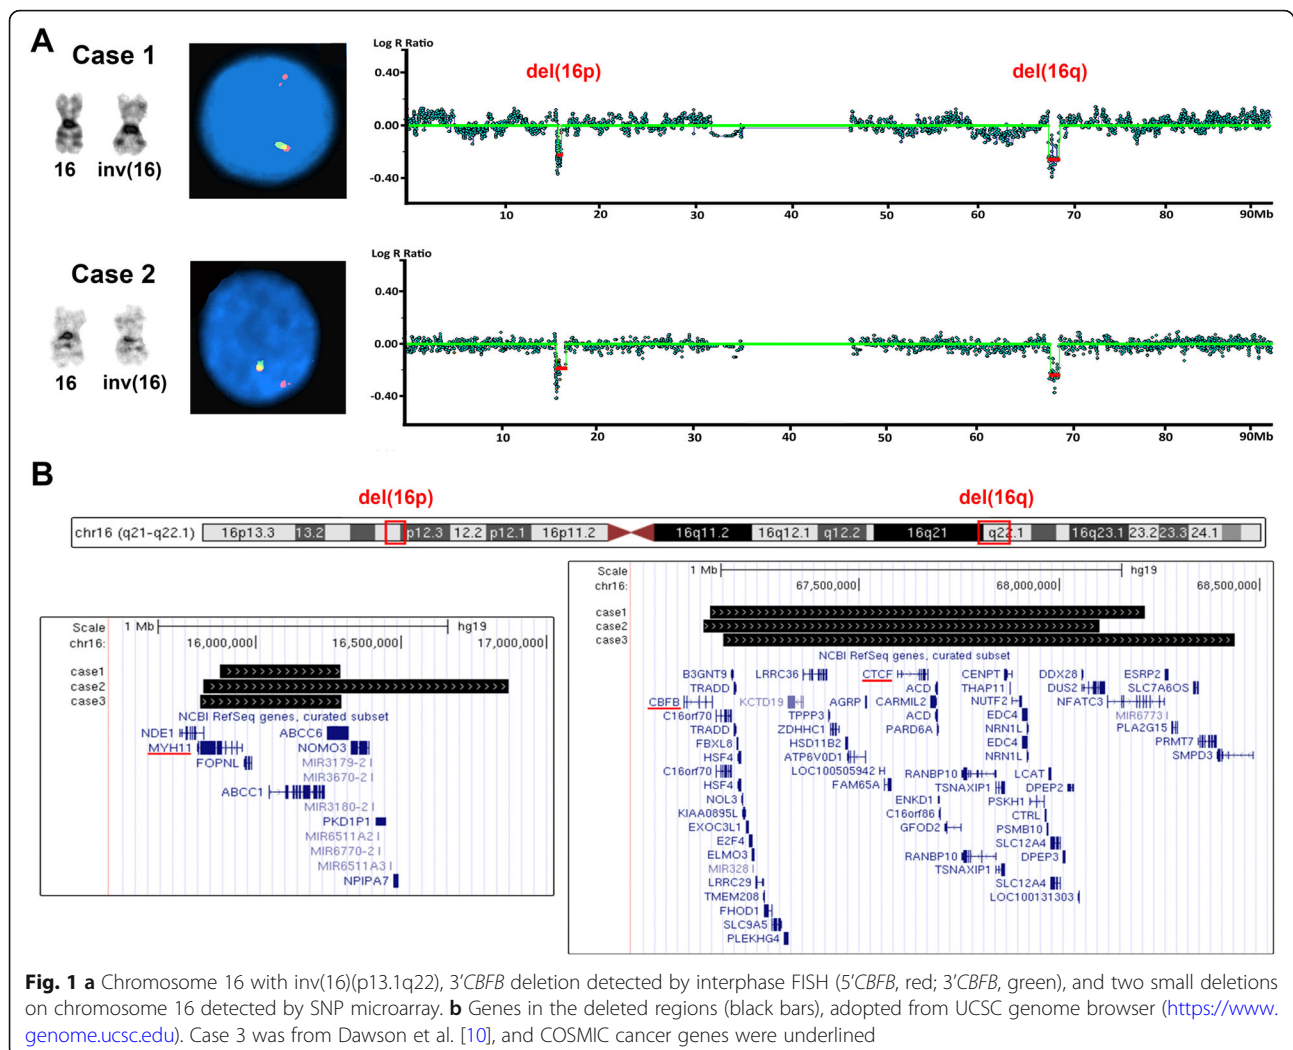 A
Case 1
16
inv(16)
Log R Ratio
del(16p)
del(16q)
0.40
0.00
-0.40
10 20 30 40 50 60 70 80 90Mb
Case 2
16
inv(16)
Log R Ratio
0.40
0.00
-0.40
10 20 30 40 50 60 70 80 90Mb
B
del(16p)
del(16q)
chr16 (q21-q22.1) 16p13.3 13.2 p12.3 12.2 p12.1 16p11.2 16q11.2 16q12.1 q12.2 16q21 q22.1 16q23.1 23.2 23.3 24.1
Scale 1 Mb hg19
chr16: 16,000,000 16,500,000 17,000,000
case1
case2
case3
NCBI RefSeq genes, curated subset
NDE1 ABCC6
MYH11 NOMO3
FOPNL MIR3179-2
MIR3670-2
ABCC1
MIR3180-2
PKD1P1
MIR6511A2
MIR6770-2
MIR6511A3
NPIPA7
Scale 1 Mb hg19
chr16: 67,500,000 68,000,000 68,500,000
case1
case2
case3
NCBI RefSeq genes, curated subset
B3GNT9 LRRC36 CTCF CENPT DDX28 ESRP2
TRADD ACD THAP11 DUS2 SLC7A6OS
CBFB KCTD19 AGRP CARMIL2 NUTF2 NFATC3
C16orf70 TPPP3 ACD EDC4 MIR6773
TRADD ZDHHC1 PARD6A NRN1L PLA2G15
FBXL8 HSD11B2 EDC4 PRMT7
HSF4 ATP6V0D1 NRN1L SMPD3
C16orf70 LOC100505942 RANBP10 LCAT
HSF4 FAM65A TSNAXIP1 DPEP2
NOL3 ENKD1 PSKH1
KIAA0895L C16orf86 CTRL
EXOC3L1 GFOD2 PSMB10
E2F4 SLC12A4
ELMO3 RANBP10 DPEP3
MIR328 TSNAXIP1
LRRC29 SLC12A4
TMEM208 LOC100131303
FHOD1
SLC9A5
PLEKHG4
Fig. 1 a Chromosome 16 with inv(16)(p13.1q22), 3′CBFB deletion detected by interphase FISH (5′CBFB, red; 3′CBFB, green), and two small deletions
on chromosome 16 detected by SNP microarray. b Genes in the deleted regions (black bars), adopted from UCSC genome browser (https://www.
genome.ucsc.edu). Case 3 was from Dawson et al. [10], and COSMIC cancer genes were underlined